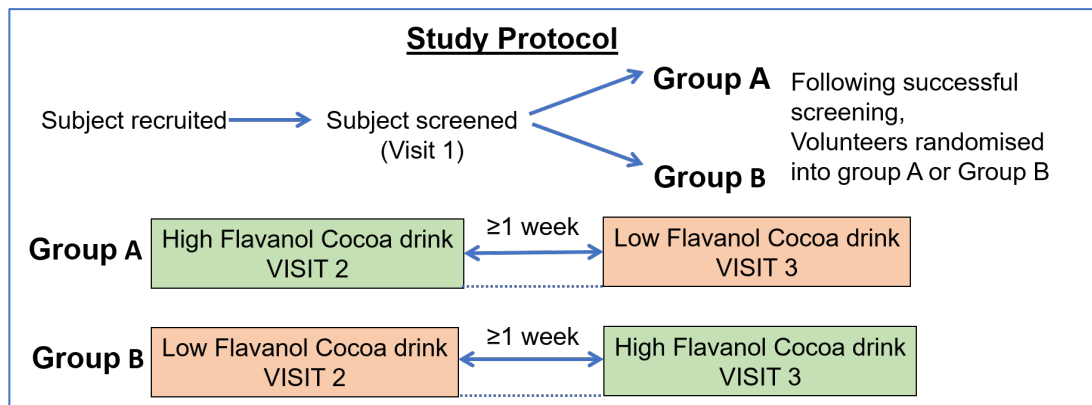 Study Protocol
Group A
Following successful
screening,
Volunteers randomised
into group A or Group B
Subject recruited
Subject screened
(Visit 1)
Group B
Group A
High Flavanol Cocoa drink
VISIT 2
≥1 week
Low Flavanol Cocoa drink
VISIT 3
Group B
Low Flavanol Cocoa drink
VISIT 2
≥1 week
High Flavanol Cocoa drink
VISIT 3